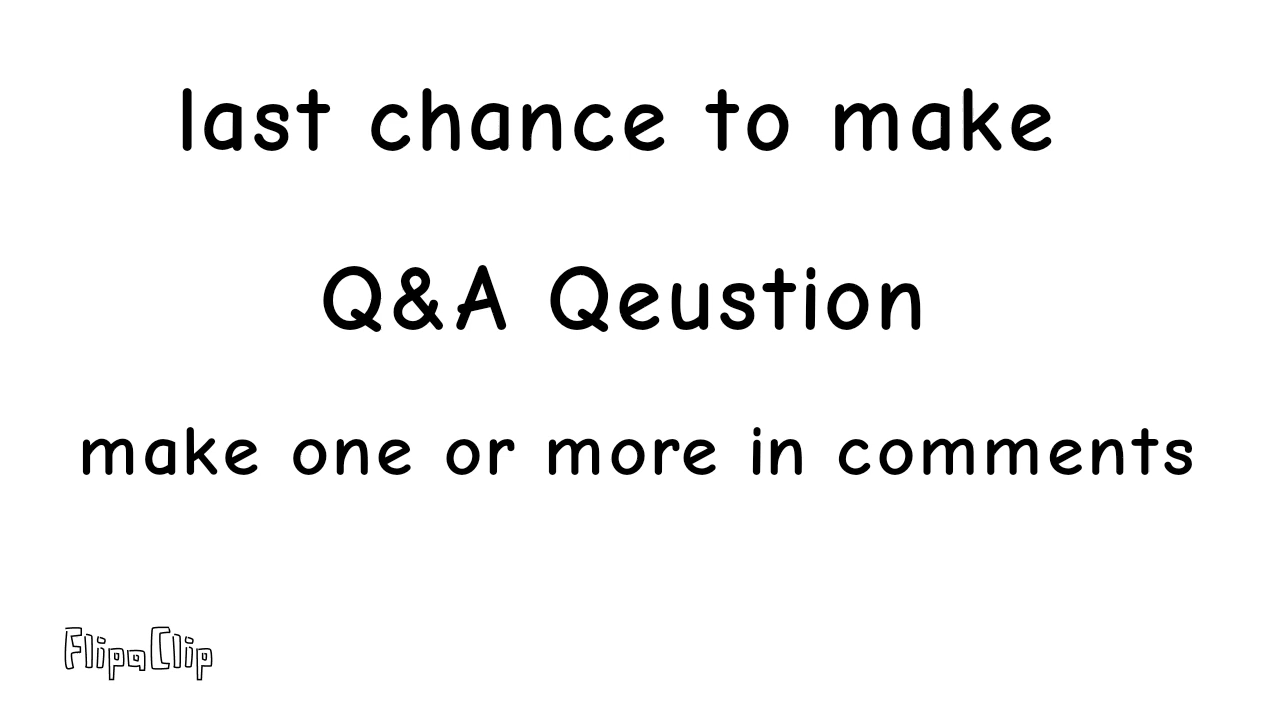 last chance to make
Q&A Qeustion
make one or more in comments
FlipaClip